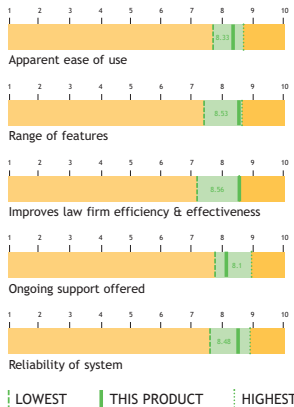 1 2 3 4 5 6 7 8 9 10
8.33
Apparent ease of use
1 2 3 4 5 6 7 8 9 10
8.53
Range of features
1 2 3 4 5 6 7 8 9 10
8.56
Improves law firm efficiency & effectiveness
1 2 3 4 5 6 7 8 9 10
8.1
Ongoing support offered
1 2 3 4 5 6 7 8 9 10
8.48
Reliability of system
LOWEST THIS PRODUCT HIGHEST